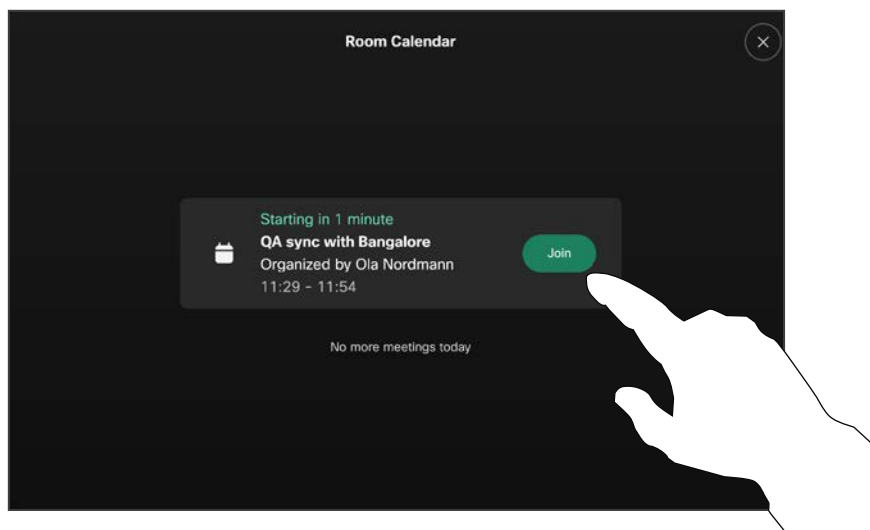 Room Calendar
Starting in 1 minute
QA sync with Bangalore
Organized by Ola Nordmann
11:29 - 11:54
Join
No more meetings today